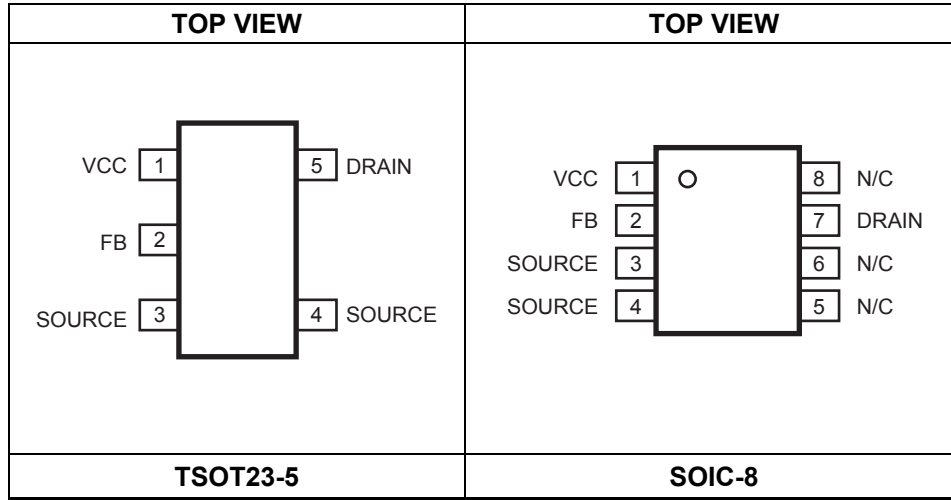 TOP VIEW
TOP VIEW
VCC 1
5 DRAIN
FB 2
SOURCE 3
4 SOURCE
VCC 1
8 N/C
FB 2
7 DRAIN
SOURCE 3
6 N/C
SOURCE 4
5 N/C
TSOT23-5
SOIC-8